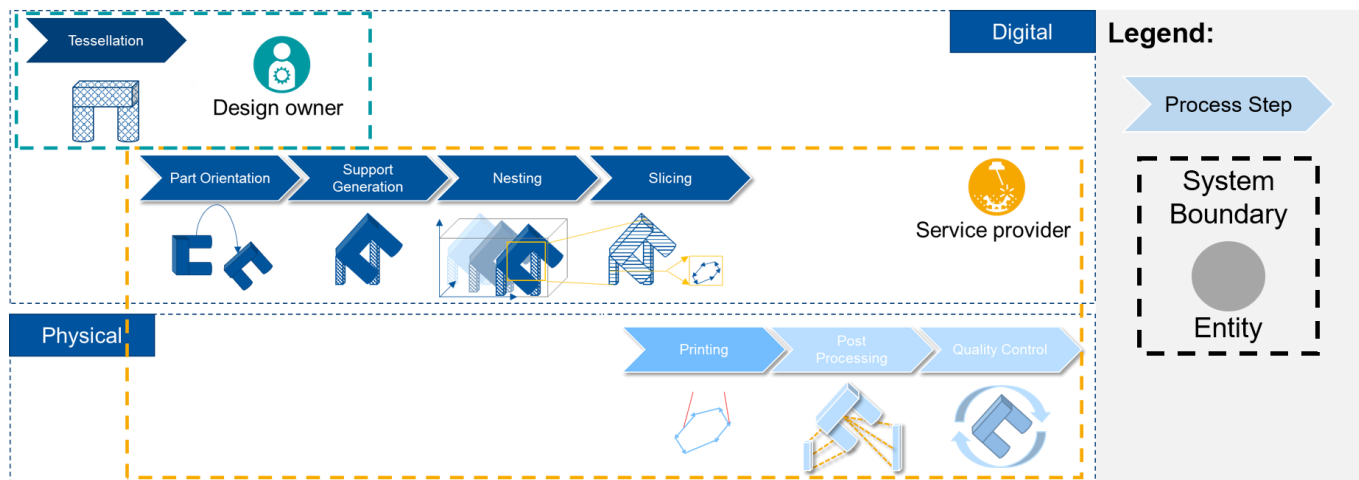 Tessellation
Design owner
Digital
Part Orientation
Support
Generation
Nesting
Slicing
Service provider
Physical
Printing
Post
Processing
Quality Control
Legend:
Process Step
System
Boundary
Entity